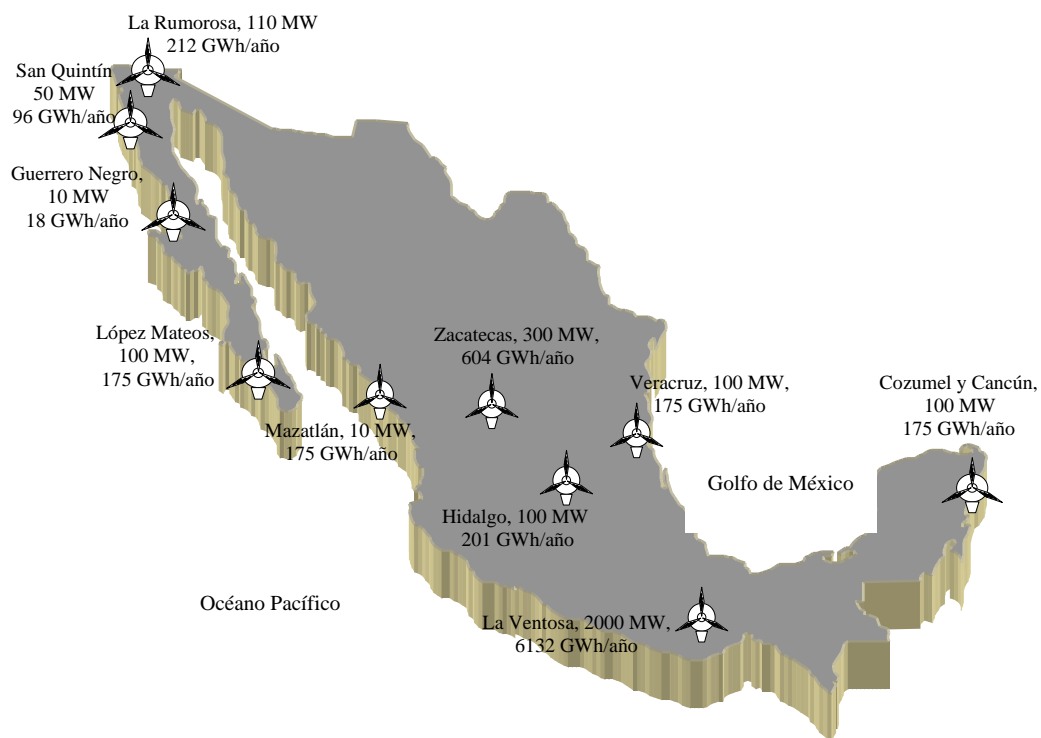 La Rumorosa, 110 MW
212 GWh/año
San Quintín
50 MW
96 GWh/año
Guerrero Negro,
10 MW
18 GWh/año
López Mateos,
100 MW,
175 GWh/año
Mazatlán, 10 MW,
175 GWh/año
Zacatecas, 300 MW,
604 GWh/año
Veracruz, 100 MW,
175 GWh/año
Cozumel y Cancún,
100 MW
175 GWh/año
Golfo de México
Hidalgo, 100 MW
201 GWh/año
Océano Pacífico
La Ventosa, 2000 MW,
6132 GWh/año